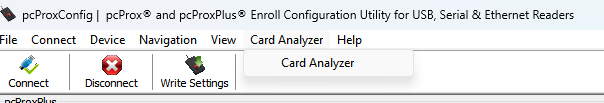 pcProxConfig | pcProx® and pcProxPlus® Enroll Configuration Utility for USB, Serial & Ethernet Readers
File Connect Device Navigation View Card Analyzer Help
Card Analyzer
Connect Disconnect Write Settings
pcProxPlus